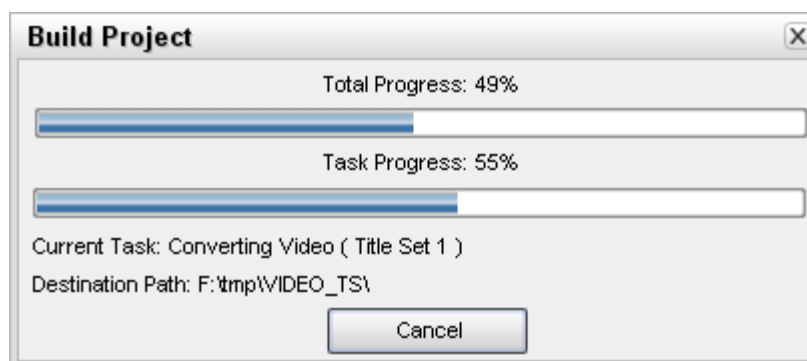 Build Project
Total Progress: 49%
Task Progress: 55%
Current Task: Converting Video ( Title Set 1 )
Destination Path: F:\tmp\VIDEO_TS\
Cancel